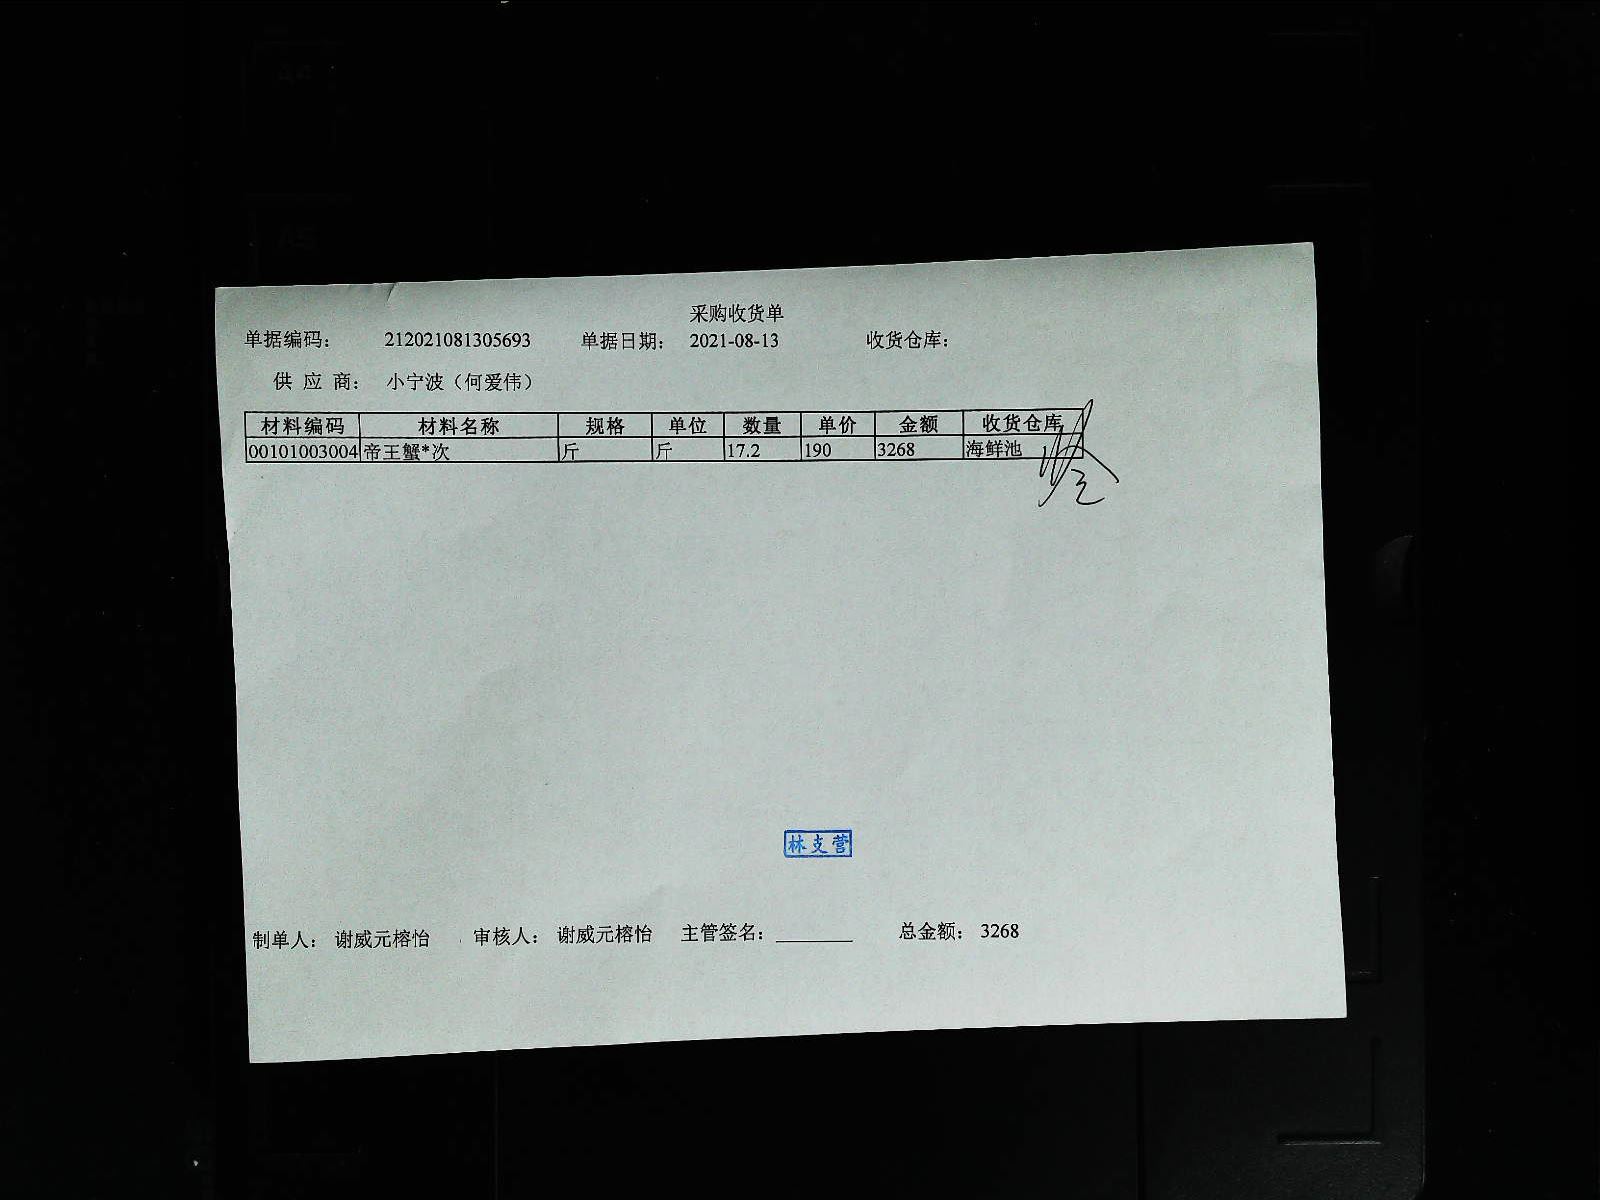 采购收货单
单据编码： 212021081305693 单据日期： 2021-08-13 收货仓库：
供 应 商： 小宁波（何爱伟）
材料编码 材料名称 规格 单位 数量 单价 金额 收货仓库
00101003004 帝王蟹*次 斤 斤 17.2 190 3268 海鲜池
林支营
制单人： 谢威元榕怡 审核人： 谢威元榕怡 主管签名：________ 总金额： 3268